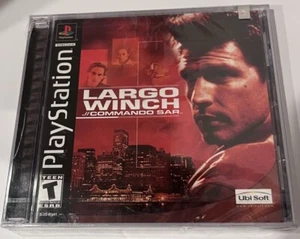 PlayStation
LARGO
WINCH
.//COMMANDO SAR
TEEN
T
ESRB
Ubi Soft